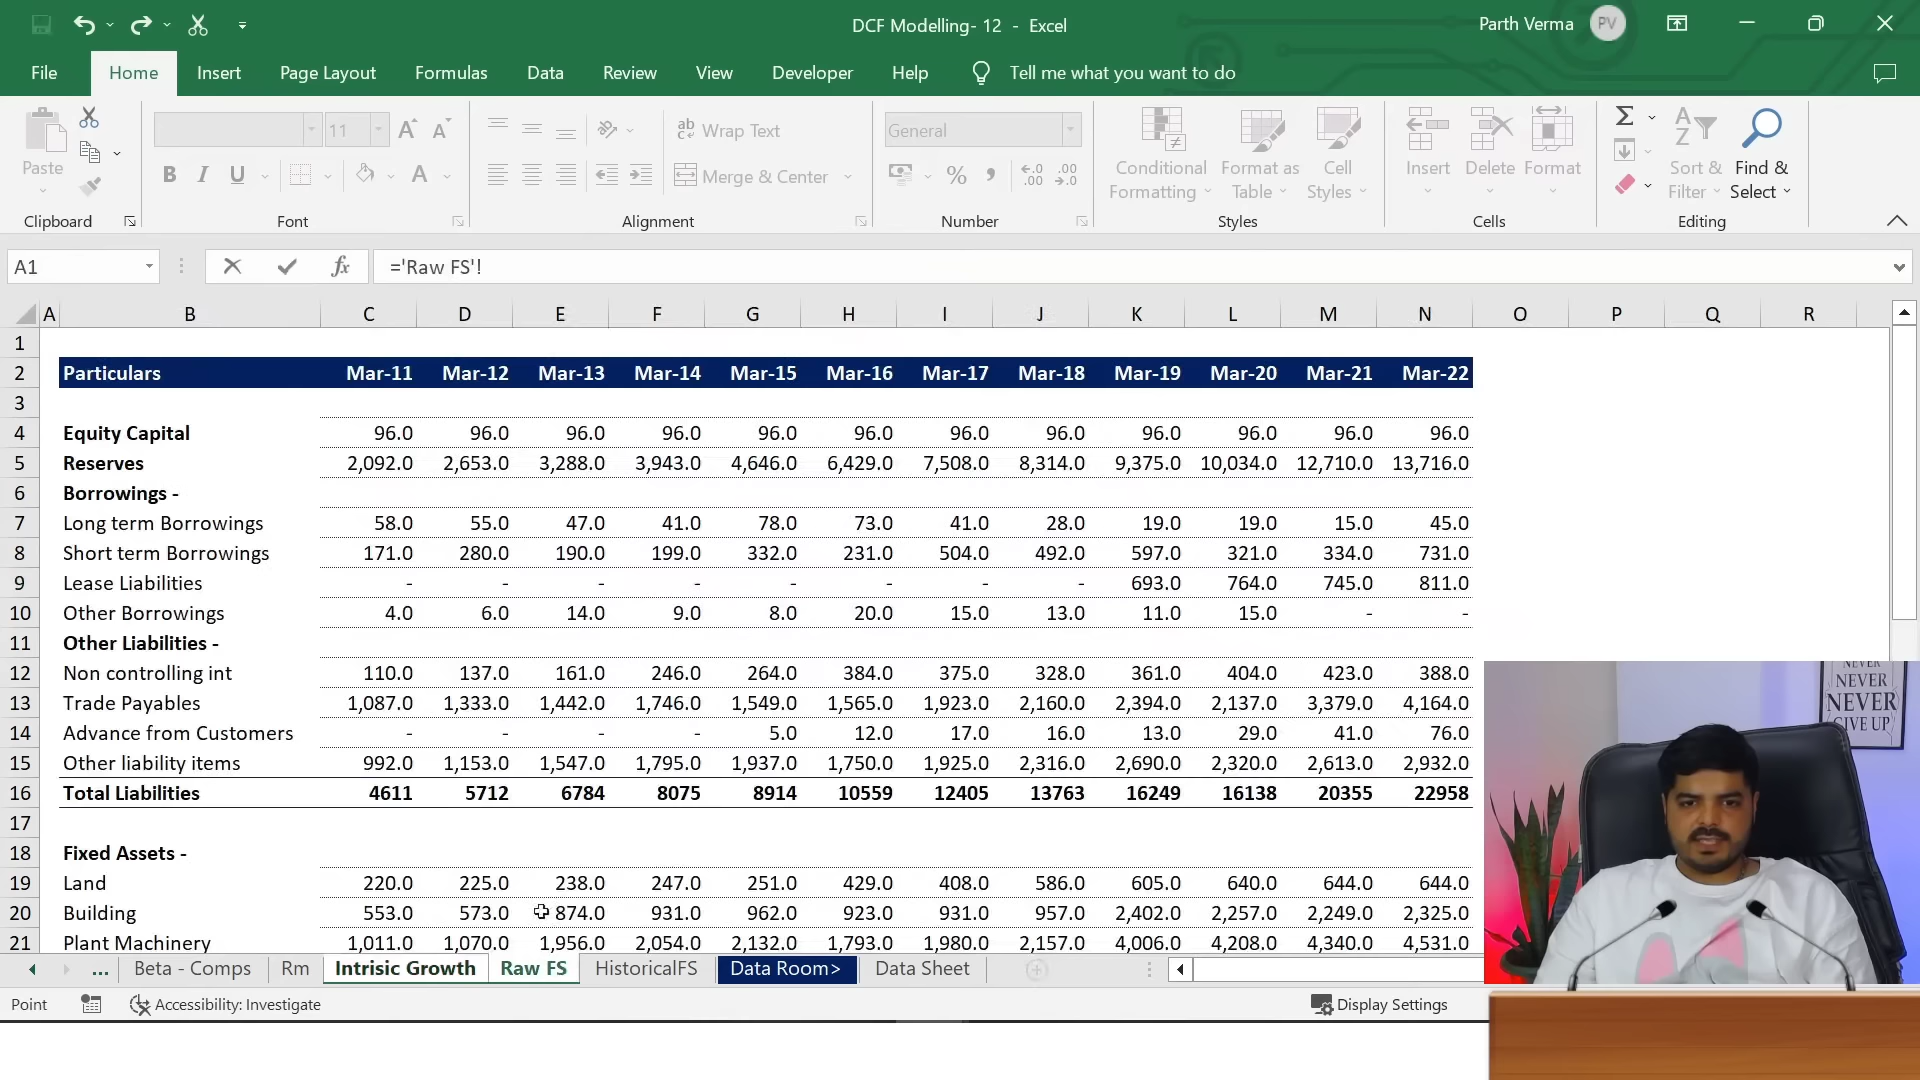 DCF Modelling- 12 - Excel
Parth Verma PV
File Home Insert Page Layout Formulas Data Review View Developer Help Tell me what you want to do
Paste
11 A A
ab c Wrap Text
General
B I U
Merge & Center
Conditional Formatting
Format as Table
Cell Styles
Insert Delete Format
Sort & Filter
Find & Select
Clipboard Font Alignment Number Styles Cells Editing
A1 fx ='Raw FS'!
A B C D E F G H I J K L M N O P Q R
1
2 Particulars Mar-11 Mar-12 Mar-13 Mar-14 Mar-15 Mar-16 Mar-17 Mar-18 Mar-19 Mar-20 Mar-21 Mar-22
3
4 Equity Capital 96.0 96.0 96.0 96.0 96.0 96.0 96.0 96.0 96.0 96.0 96.0 96.0
5 Reserves 2,092.0 2,653.0 3,288.0 3,943.0 4,646.0 6,429.0 7,508.0 8,314.0 9,375.0 10,034.0 12,710.0 13,716.0
6 Borrowings -
7 Long term Borrowings 58.0 55.0 47.0 41.0 78.0 73.0 41.0 28.0 19.0 19.0 15.0 45.0
8 Short term Borrowings 171.0 280.0 190.0 199.0 332.0 231.0 504.0 492.0 597.0 321.0 334.0 731.0
9 Lease Liabilities - - - - - - - - 693.0 764.0 745.0 811.0
10 Other Borrowings 4.0 6.0 14.0 9.0 8.0 20.0 15.0 13.0 11.0 15.0 - -
11 Other Liabilities -
12 Non controlling int 110.0 137.0 161.0 246.0 264.0 384.0 375.0 328.0 361.0 404.0 423.0 388.0
13 Trade Payables 1,087.0 1,333.0 1,442.0 1,746.0 1,549.0 1,565.0 1,923.0 2,160.0 2,394.0 2,137.0 3,379.0 4,164.0
14 Advance from Customers - - - - 5.0 12.0 17.0 16.0 13.0 29.0 41.0 76.0
15 Other liability items 992.0 1,153.0 1,547.0 1,795.0 1,937.0 1,750.0 1,925.0 2,316.0 2,690.0 2,320.0 2,613.0 2,932.0
16 Total Liabilities 4611 5712 6784 8075 8914 10559 12405 13763 16249 16138 20355 22958
17
18 Fixed Assets -
19 Land 220.0 225.0 238.0 247.0 251.0 429.0 408.0 586.0 605.0 640.0 644.0 644.0
20 Building 553.0 573.0 874.0 931.0 962.0 923.0 931.0 957.0 2,402.0 2,257.0 2,249.0 2,325.0
21 Plant Machinery 1,011.0 1,070.0 1,956.0 2,054.0 2,132.0 1,793.0 1,980.0 2,157.0 4,006.0 4,208.0 4,340.0 4,531.0
NEVER
NEVER
NEVER
GIVE UP
... Beta - Comps Rm Intrisic Growth Raw FS HistoricalFS Data Room> Data Sheet
Point Accessibility: Investigate Display Settings